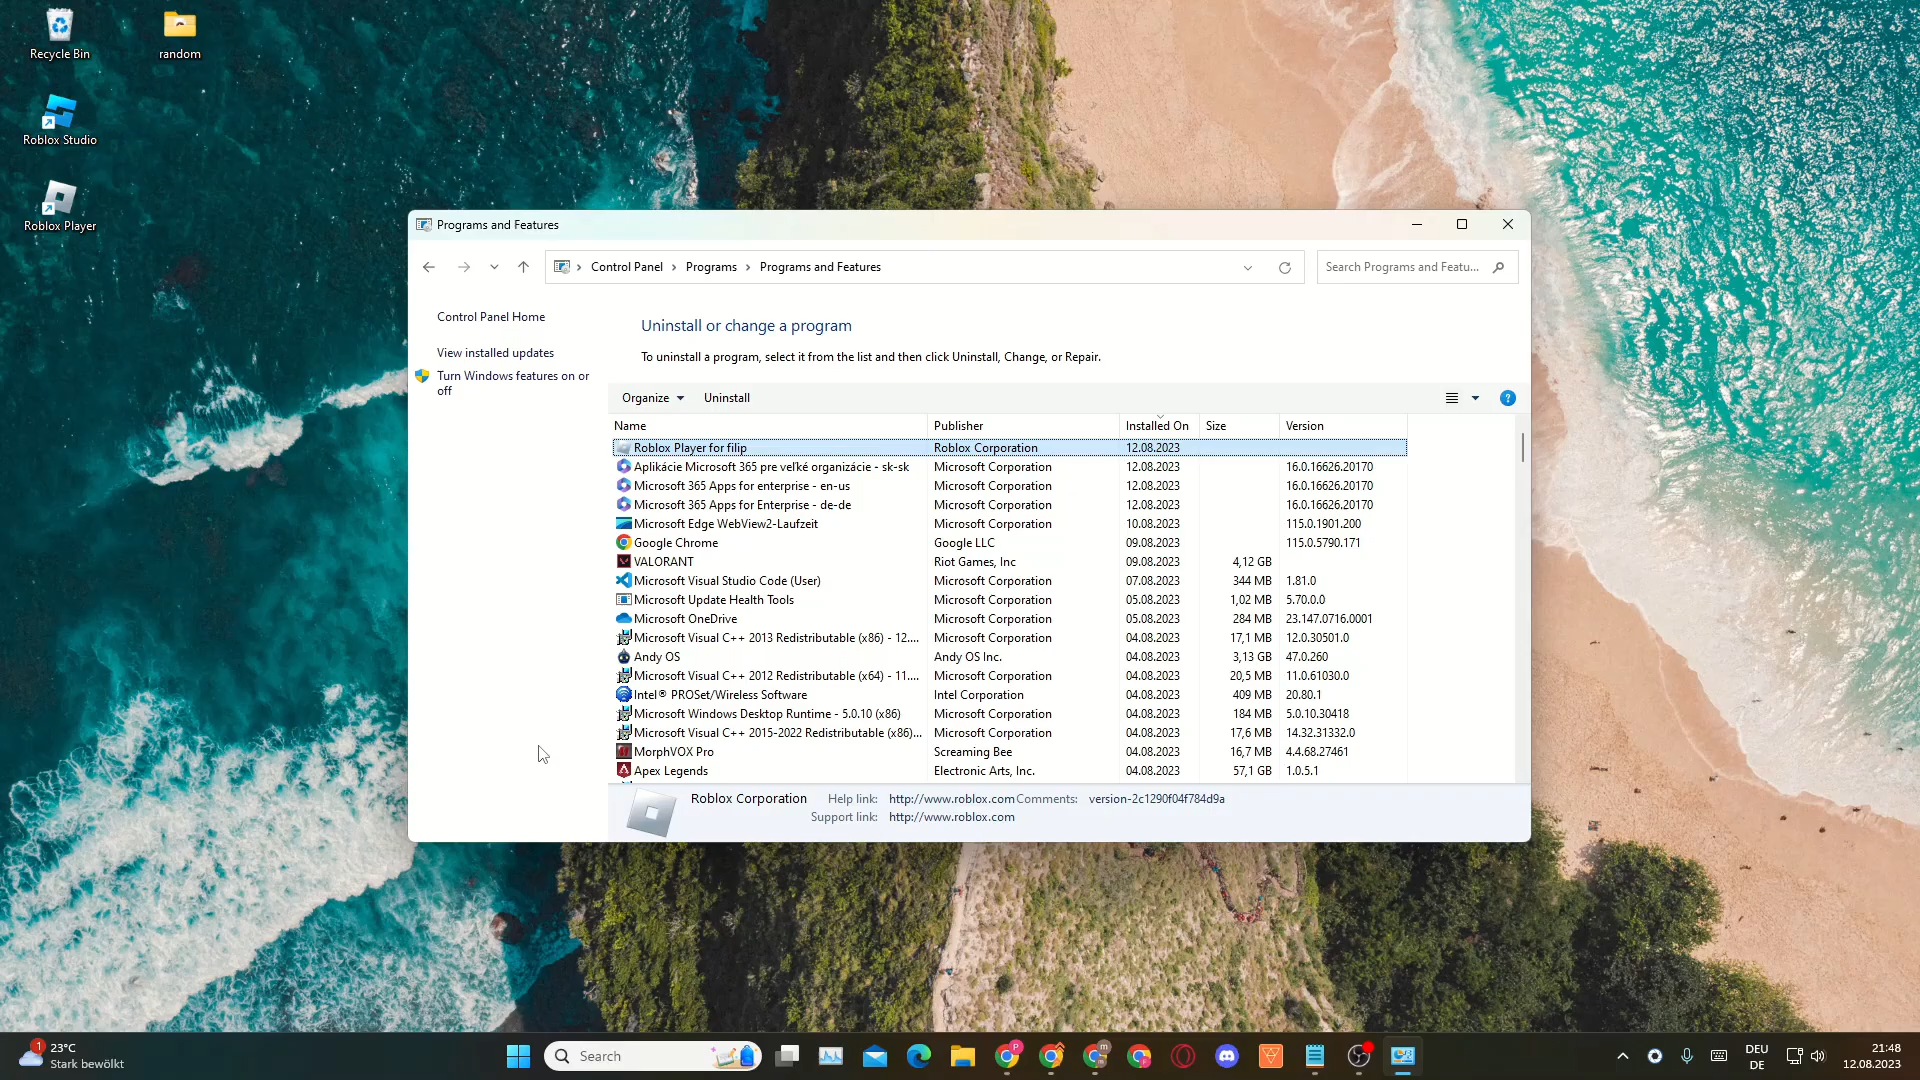 Recycle Bin
random
Roblox Studio
Roblox Player
Programs and Features
Control Panel
Programs
Programs and Features
Search Programs and Featu...
Control Panel Home
View installed updates
Turn Windows features on or
off
Uninstall or change a program
To uninstall a program, select it from the list and then click Uninstall, Change, or Repair.
Organize
Uninstall
?
Name Publisher Installed On Size Version
Roblox Player for filip Roblox Corporation 12.08.2023
Aplikácie Microsoft 365 pre veľké organizácie - sk-sk Microsoft Corporation 12.08.2023 16.0.16626.20170
Microsoft 365 Apps for enterprise - en-us Microsoft Corporation 12.08.2023 16.0.16626.20170
Microsoft 365 Apps for Enterprise - de-de Microsoft Corporation 12.08.2023 16.0.16626.20170
Microsoft Edge WebView2-Laufzeit Microsoft Corporation 10.08.2023 115.0.1901.200
Google Chrome Google LLC 09.08.2023 115.0.5790.171
VALORANT Riot Games, Inc 09.08.2023 4,12 GB
Microsoft Visual Studio Code (User) Microsoft Corporation 07.08.2023 344 MB 1.81.0
Microsoft Update Health Tools Microsoft Corporation 05.08.2023 1,02 MB 5.70.0.0
Microsoft OneDrive Microsoft Corporation 05.08.2023 284 MB 23.147.0716.0001
Microsoft Visual C++ 2013 Redistributable (x86) - 12.... Microsoft Corporation 04.08.2023 17,1 MB 12.0.30501.0
Andy OS Andy OS Inc. 04.08.2023 3,13 GB 47.0.260
Microsoft Visual C++ 2012 Redistributable (x64) - 11.... Microsoft Corporation 04.08.2023 20,5 MB 11.0.61030.0
Intel® PROSet/Wireless Software Intel Corporation 04.08.2023 409 MB 20.80.1
Microsoft Windows Desktop Runtime - 5.0.10 (x86) Microsoft Corporation 04.08.2023 184 MB 5.0.10.30418
Microsoft Visual C++ 2015-2022 Redistributable (x86)... Microsoft Corporation 04.08.2023 17,6 MB 14.32.31332.0
MorphVOX Pro Screaming Bee 04.08.2023 16,7 MB 4.4.68.27461
Apex Legends Electronic Arts, Inc. 04.08.2023 57,1 GB 1.0.5.1
Roblox Corporation Help link: http://www.roblox.com Comments: version-2c1290f04f784d9a
Support link: http://www.roblox.com
1
23°C
Stark bewölkt
Search
P
m
DEU
DE
21:48
12.08.2023